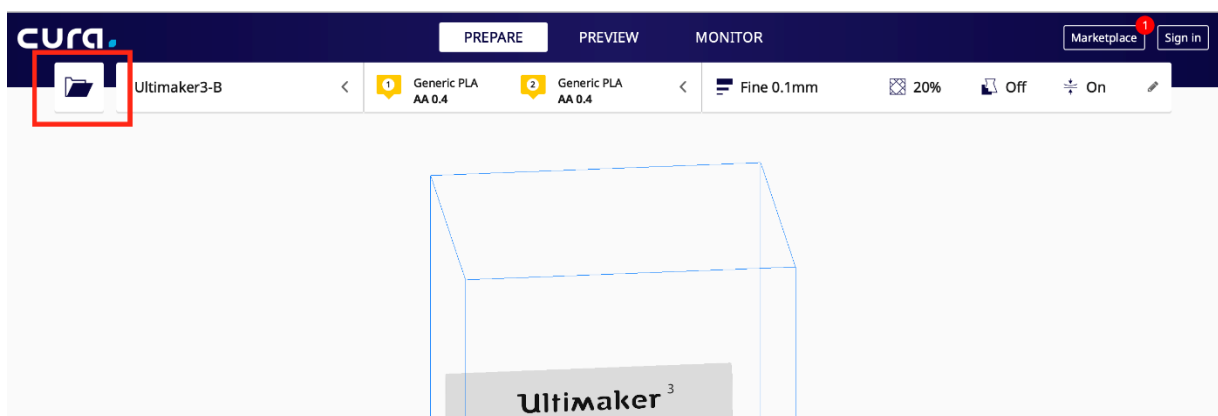 cura.
PREPARE PREVIEW MONITOR
Marketplace 1 Sign in
Ultimaker3-B
1 Generic PLA
AA 0.4
2 Generic PLA
AA 0.4
Fine 0.1mm 20% Off On
Ultimaker 3